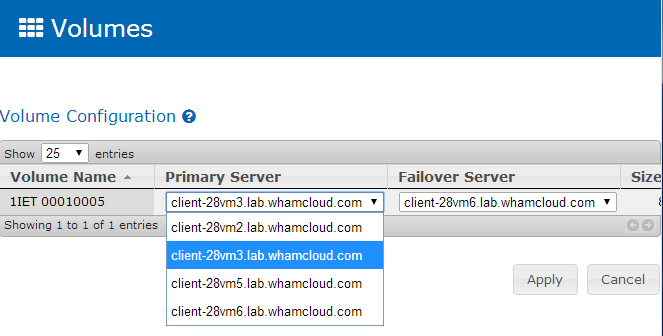 Volumes
Volume Configuration ?
Show 25 entries
Volume Name Primary Server Failover Server Size
1IET 00010005 client-28vm3.lab.whamcloud.com client-28vm6.lab.whamcloud.com
Showing 1 to 1 of 1 entries
client-28vm2.lab.whamcloud.com
client-28vm3.lab.whamcloud.com
client-28vm5.lab.whamcloud.com
client-28vm6.lab.whamcloud.com
Apply Cancel